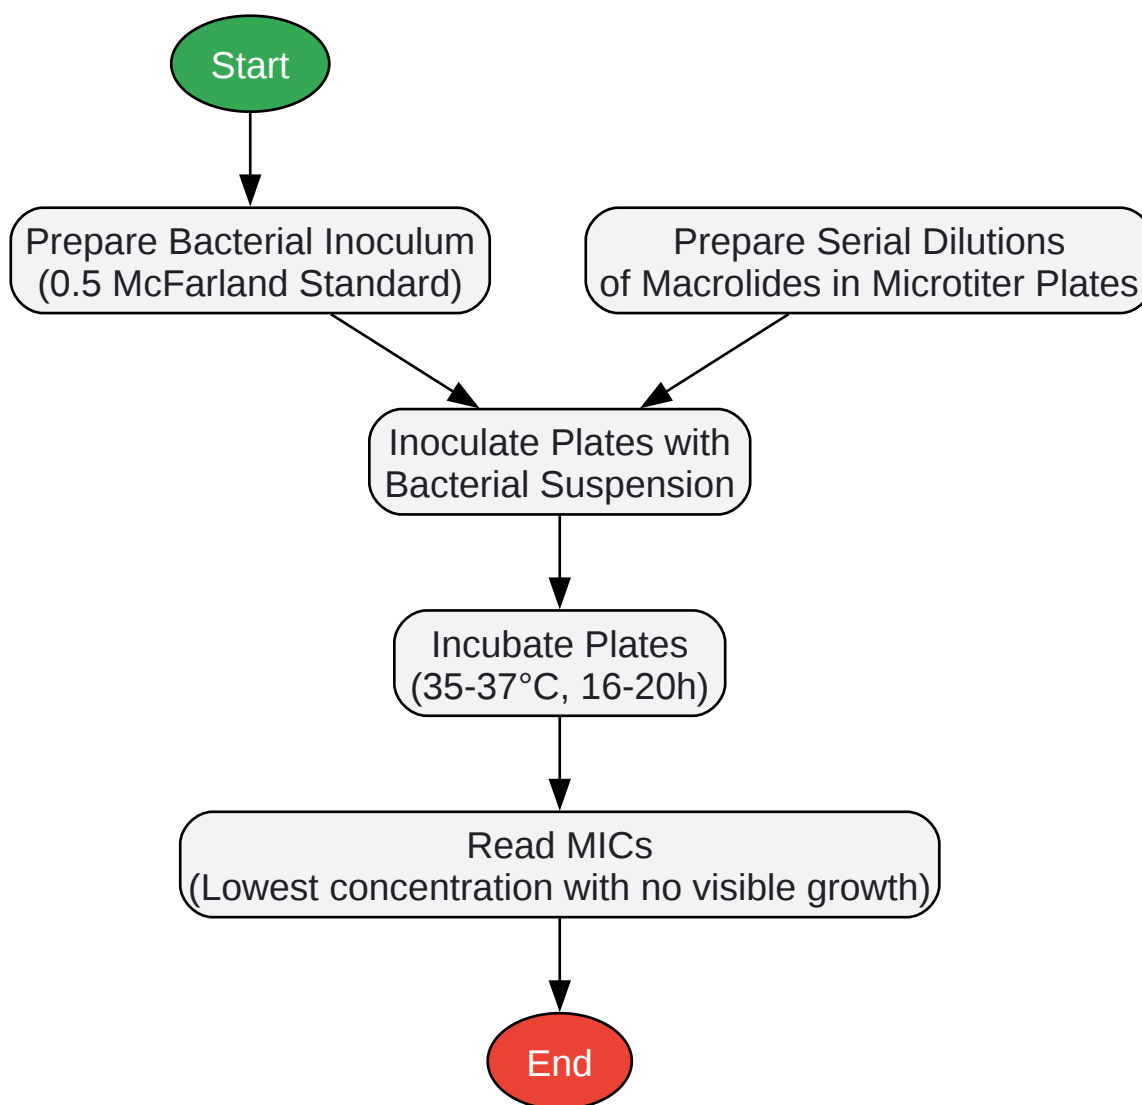 Start
Prepare Bacterial Inoculum
(0.5 McFarland Standard)
Prepare Serial Dilutions
of Macrolides in Microtiter Plates
Inoculate Plates with
Bacterial Suspension
Incubate Plates
(35-37°C, 16-20h)
Read MICs
(Lowest concentration with no visible growth)
End